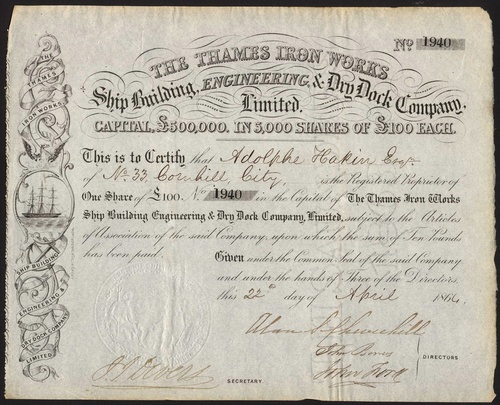 No 1940
THE THAMES IRON WORKS
Ship Building, ENGINEERING, & Dry Dock Company,
Limited.
CAPITAL, £500,000. IN 5,000 SHARES OF £100 EACH.
This is to Certify that Adolphe Hakin Esqre
of No. 33, Cornhill, City, is the Registered Proprietor of
One Share of £100. No 1940 in the Capital of The Thames Iron Works
Ship Building Engineering & Dry Dock Company, Limited, subject to the Articles
of Association of the said Company, upon which the sum of Ten Pounds
has been paid.
Given under the Common Seal of the said Company
and under the hands of Three of the Directors,
this 22nd day of April 1864.
DIRECTORS
SECRETARY
THE THAMES IRON WORKS
SHIP BUILDING
ENGINEERING &
DRY DOCK COMPANY
LIMITED